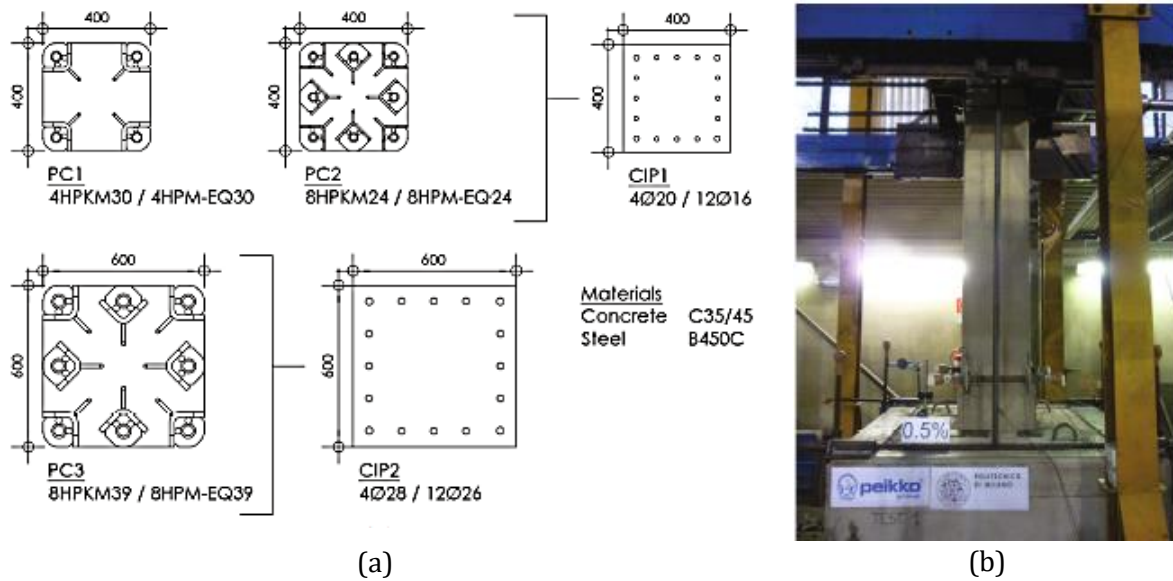 400
400
PC1
4HPKM30 / 4HPM-EQ30
400
400
PC2
8HPKM24 / 8HPM-EQ24
400
400
CIP1
4Ø20 / 12Ø16
600
600
PC3
8HPKM39 / 8HPM-EQ39
600
600
CIP2
4Ø28 / 12Ø26
Materials
Concrete C35/45
Steel B450C
0.5%
peikko
POLITECNICO
DI MILANO
(a)
(b)